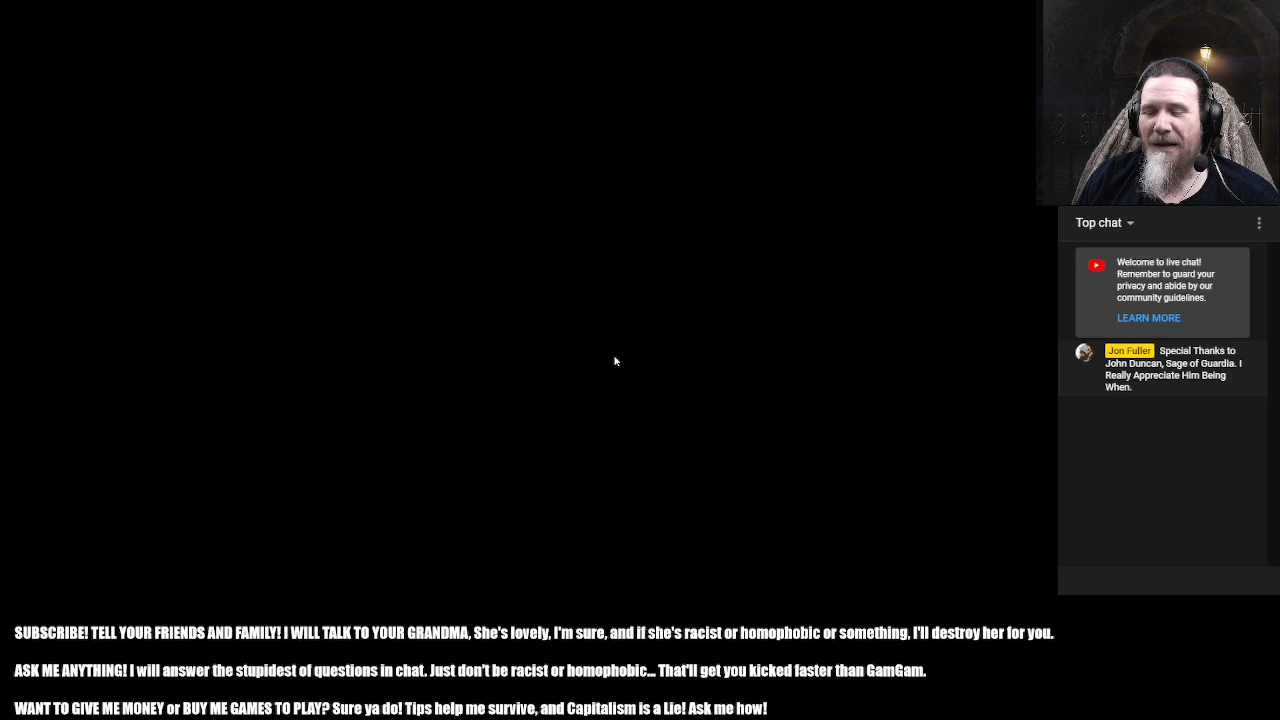 Top chat
Welcome to live chat!
Remember to guard your
privacy and abide by our
community guidelines.
LEARN MORE
Jon Fuller Special Thanks to
John Duncan, Sage of Guardia. I
Really Appreciate Him Being
When.
SUBSCRIBE! TELL YOUR FRIENDS AND FAMILY! I WILL TALK TO YOUR GRANDMA, She's lovely, I'm sure, and if she's racist or homophobic or something, I'll destroy her for you.
ASK ME ANYTHING! I will answer the stupidest of questions in chat. Just don't be racist or homophobic... That'll get you kicked faster than GamGam.
WANT TO GIVE ME MONEY or BUY ME GAMES TO PLAY? Sure ya do! Tips help me survive, and Capitalism is a Lie! Ask me how!